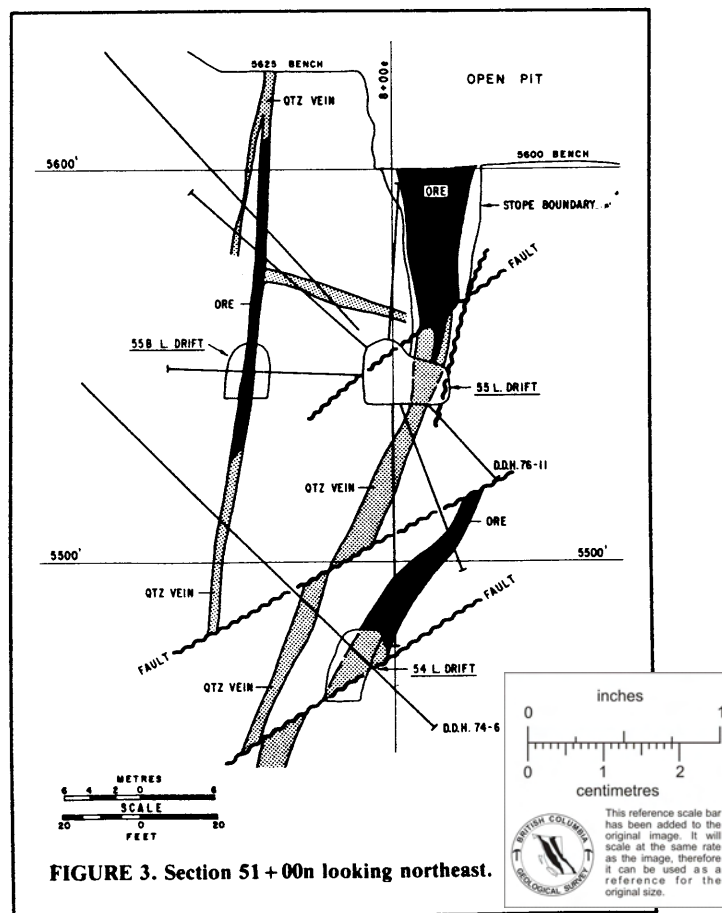 5625 BENCH
8+00e
OPEN PIT
QTZ VEIN
5600'
5600 BENCH
ORE
STOPE BOUNDARY
FAULT
ORE
55B L. DRIFT
55 L. DRIFT
D.D.H. 76-11
QTZ VEIN
ORE
5500'
5500'
QTZ VEIN
FAULT
FAULT
54 L. DRIFT
QTZ VEIN
D.D.H. 74-6
METRES
6 4 2 0 6
SCALE
20 0 20
FEET
FIGURE 3. Section 51 + 00n looking northeast.
inches
0 1
0 1 2
centimetres
BRITISH COLUMBIA
GEOLOGICAL SURVEY
This reference scale bar
has been added to the
original image. It will
scale at the same rate
as the image, therefore
it can be used as a
reference for the
original size.